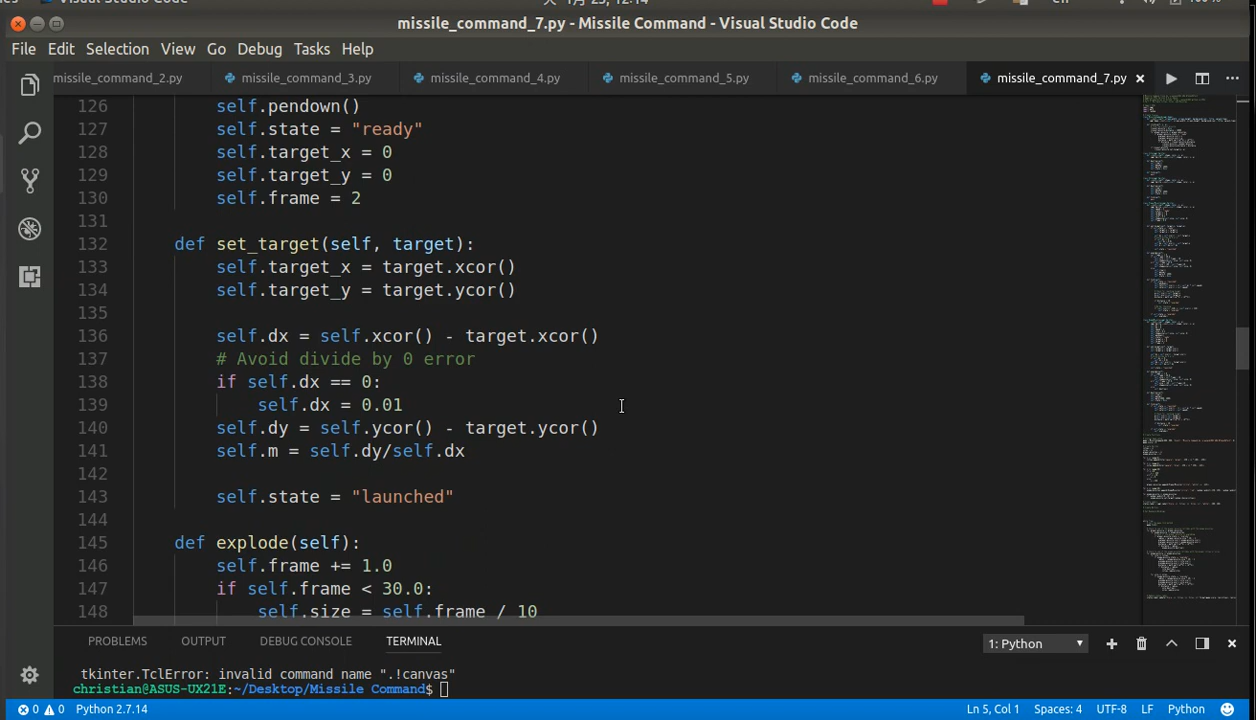 missile_command_7.py - Missile Command - Visual Studio Code
File Edit Selection View Go Debug Tasks Help
missile_command_2.py missile_command_3.py missile_command_4.py missile_command_5.py missile_command_6.py missile_command_7.py
126 self.pendown()
127 self.state = "ready"
128 self.target_x = 0
129 self.target_y = 0
130 self.frame = 2
131
132 def set_target(self, target):
133 self.target_x = target.xcor()
134 self.target_y = target.ycor()
135
136 self.dx = self.xcor() - target.xcor()
137 # Avoid divide by 0 error
138 if self.dx == 0:
139 self.dx = 0.01
140 self.dy = self.ycor() - target.ycor()
141 self.m = self.dy/self.dx
142
143 self.state = "launched"
144
145 def explode(self):
146 self.frame += 1.0
147 if self.frame < 30.0:
148 self.size = self.frame / 10
PROBLEMS OUTPUT DEBUG CONSOLE TERMINAL 1: Python
tkinter.TclError: invalid command name ".!canvas"
christian@ASUS-UX21E:~/Desktop/Missile Command$
0 0 Python 2.7.14 Ln 5, Col 1 Spaces: 4 UTF-8 LF Python